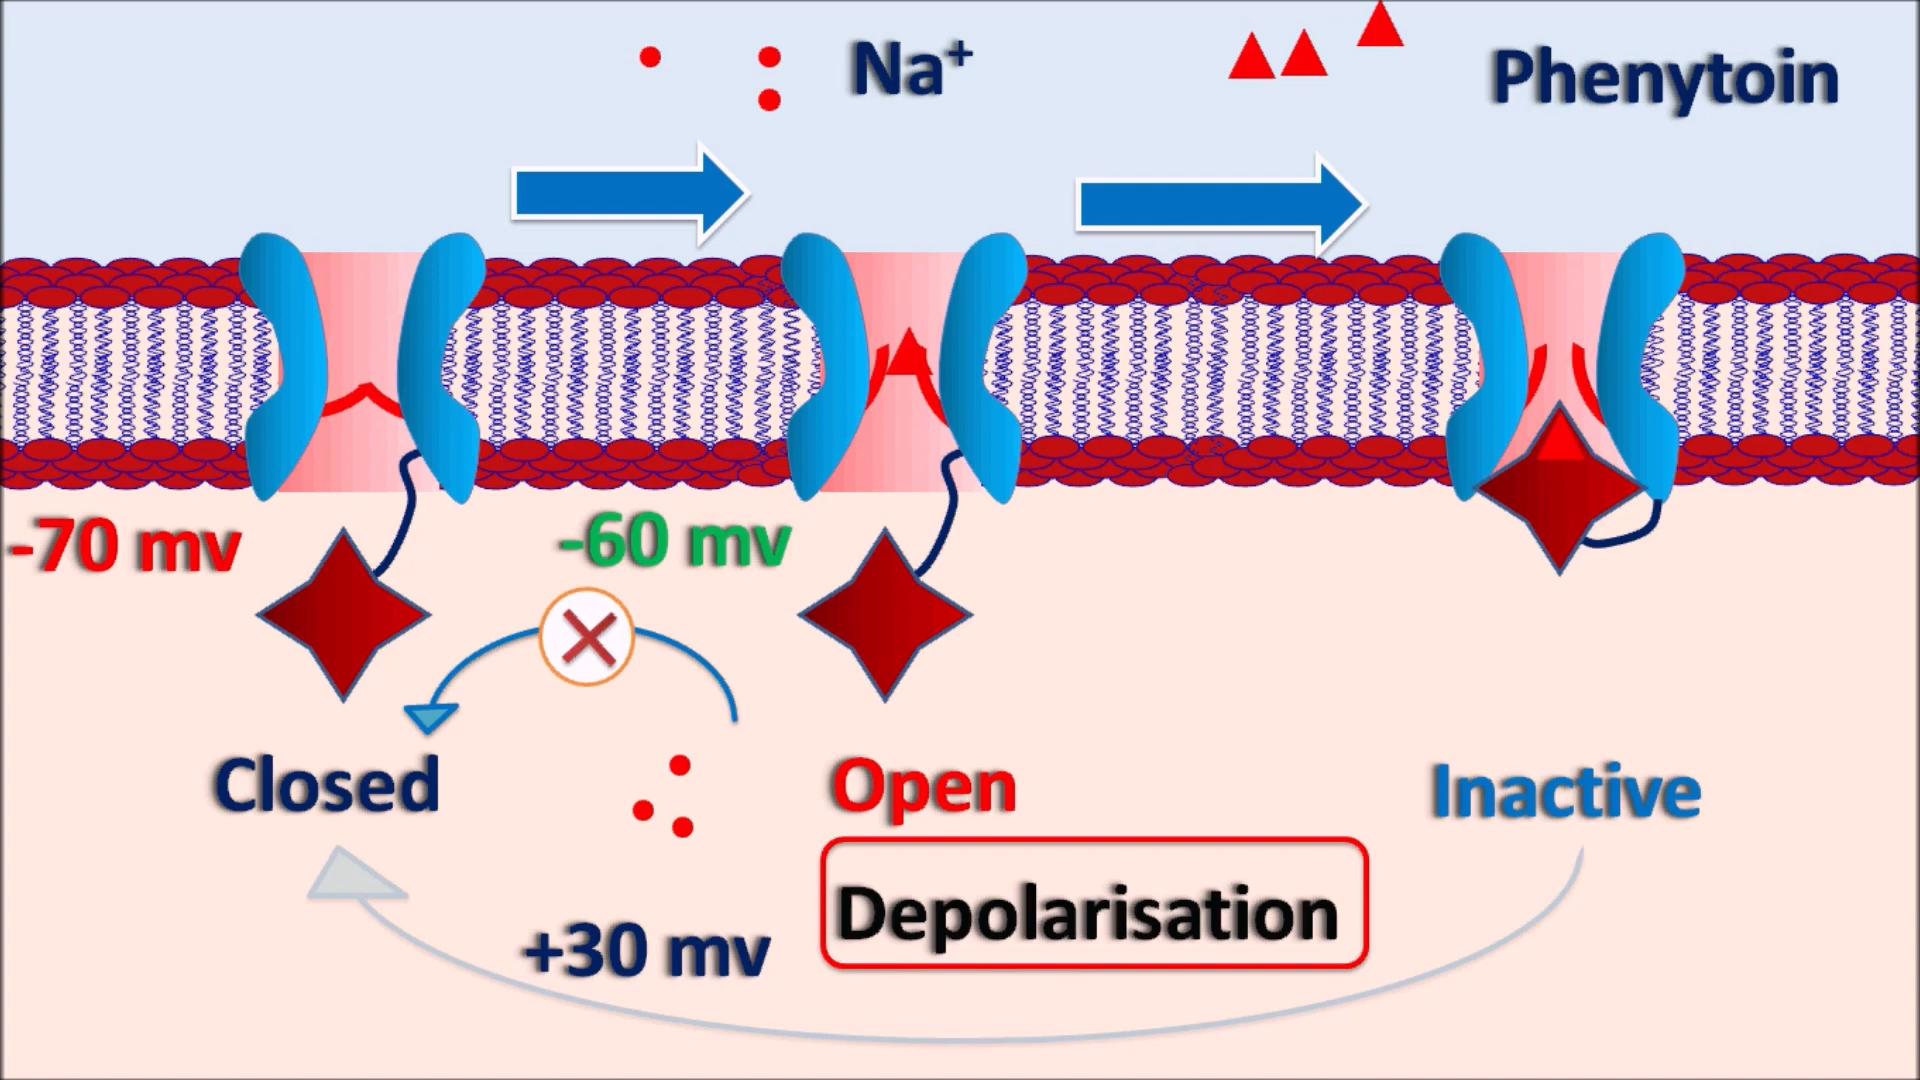 Na⁺
Phenytoin
-70 mv
-60 mv
Closed
Open
Inactive
Depolarisation
+30 mv